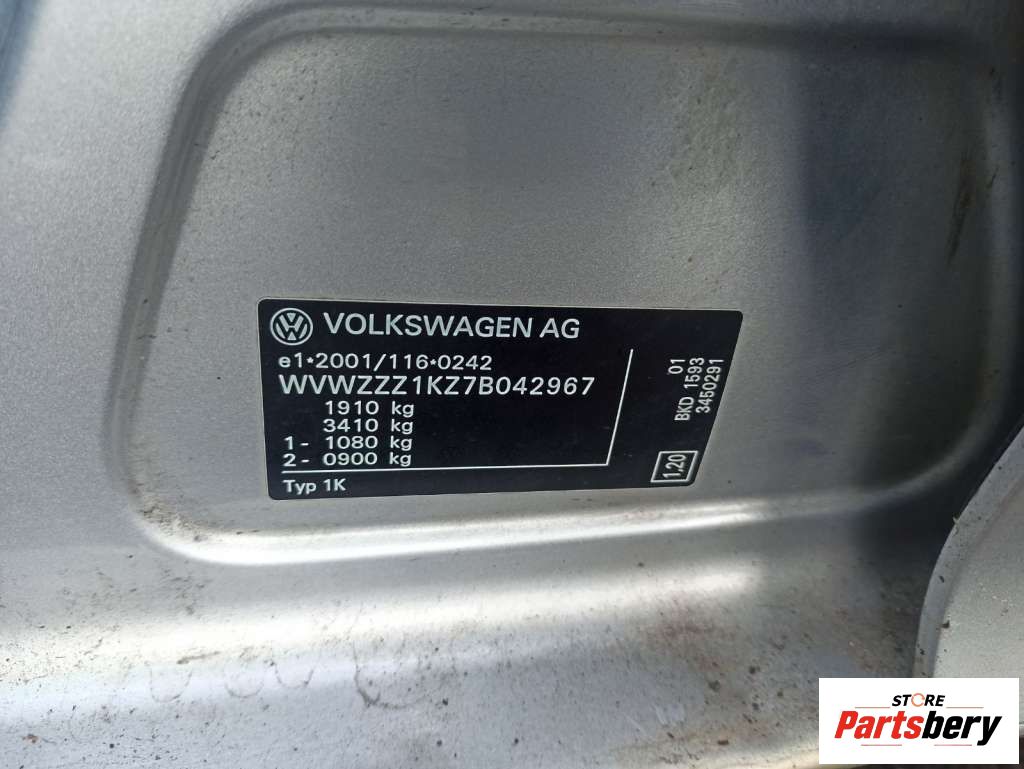 VOLKSWAGEN AG
e1*2001/116*0242
WVWZZZ1KZ7B042967
1910 kg
3410 kg
1 - 1080 kg
2 - 0900 kg
Typ 1K
01
BKD 1593
3450291
1,20
STORE
Partsbery